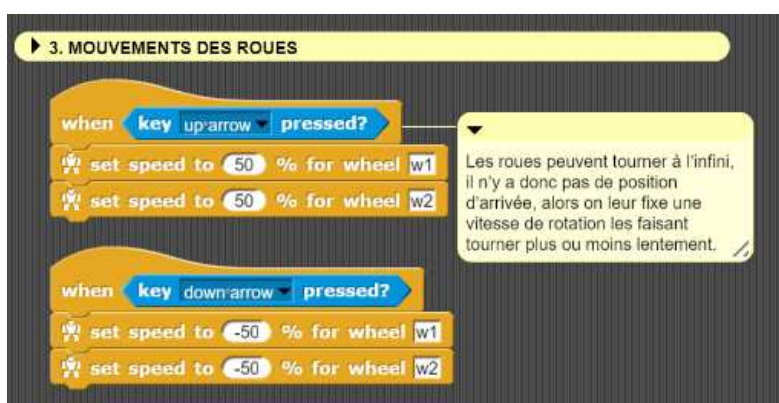 3. MOUVEMENTS DES ROUES
when key up arrow pressed?
set speed to 50 % for wheel w1
set speed to 50 % for wheel w2
Les roues peuvent tourner à l'infini,
il n'y a donc pas de position
d'arrivée, alors on leur fixe une
vitesse de rotation les faisant
tourner plus ou moins lentement.
when key down arrow pressed?
set speed to -50 % for wheel w1
set speed to -50 % for wheel w2